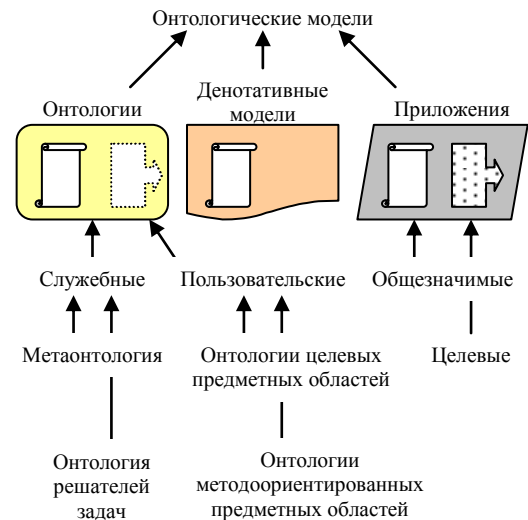 Онтологические модели
Онтологии
Денотативные
модели
Приложения
Служебные
Пользовательские
Общезначимые
Метаонтология
Онтологии целевых
предметных областей
Целевые
Онтология
решателей
задач
Онтологии
методоориентированных
предметных областей